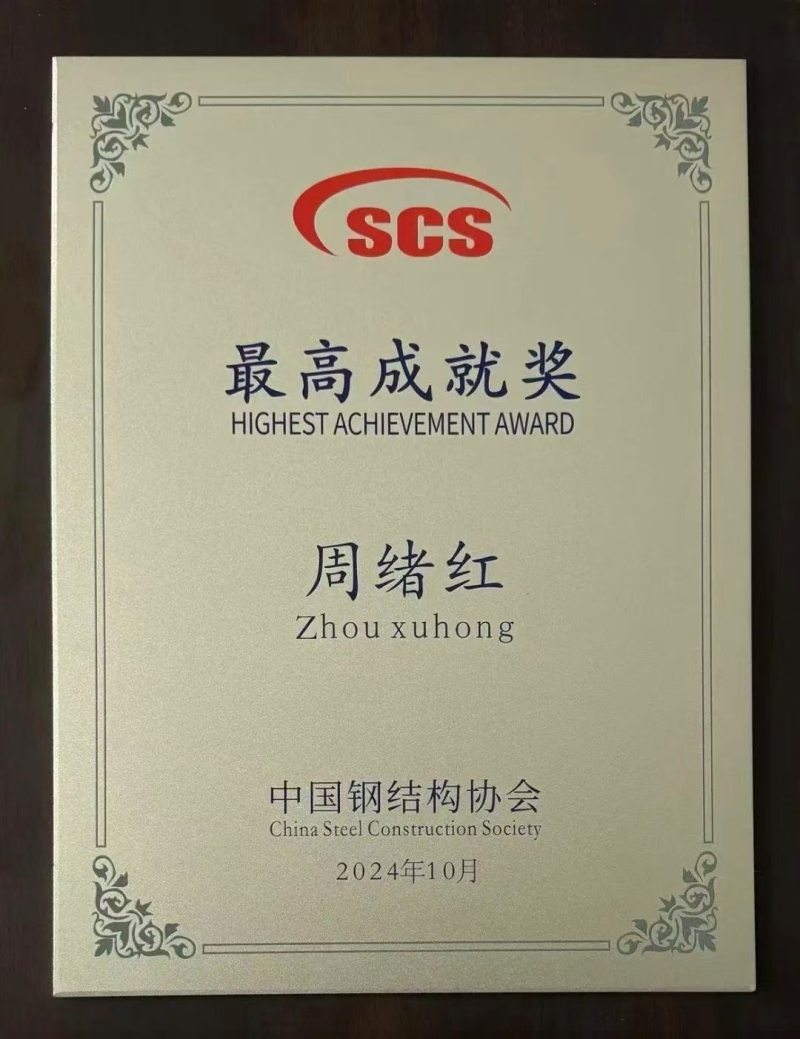 SCS
最高成就奖
HIGHEST ACHIEVEMENT AWARD
周绪红
Zhou xuhong
中国钢结构协会
China Steel Construction Society
2024年10月